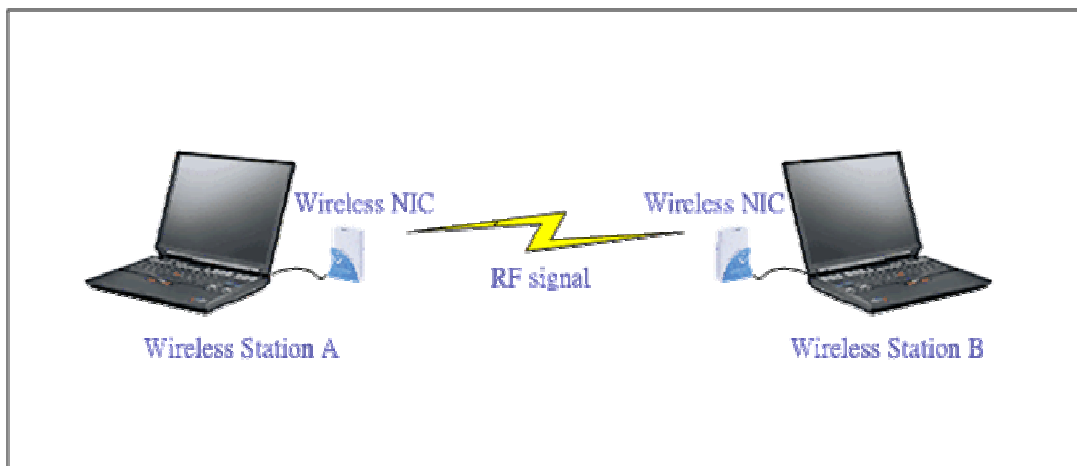 Wireless NIC
Wireless NIC
RF signal
Wireless Station A
Wireless Station B